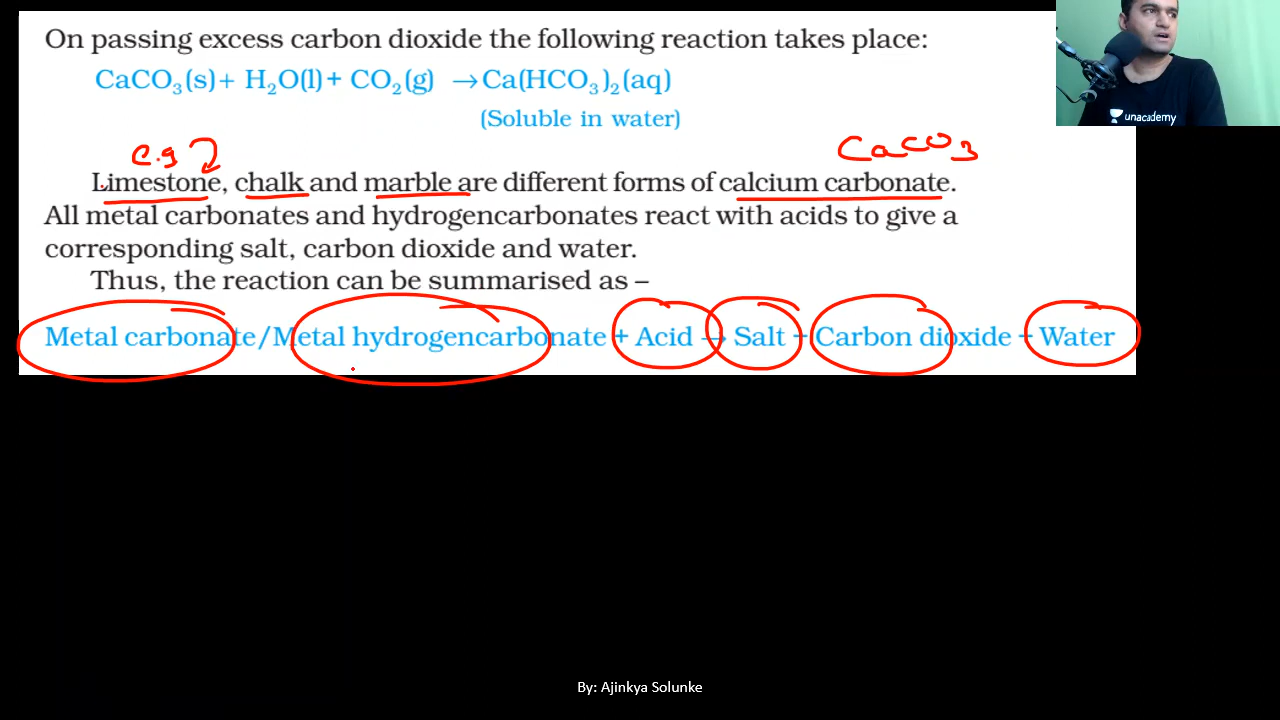 On passing excess carbon dioxide the following reaction takes place:
CaCO₃(s)+ H₂O(l)+ CO₂(g) →Ca(HCO₃)₂(aq)
(Soluble in water)
unacademy
e.g CaCO₃
Limestone, chalk and marble are different forms of calcium carbonate.
All metal carbonates and hydrogencarbonates react with acids to give a
corresponding salt, carbon dioxide and water.
Thus, the reaction can be summarised as –
Metal carbonate/Metal hydrogencarbonate + Acid → Salt + Carbon dioxide + Water
By: Ajinkya Solunke